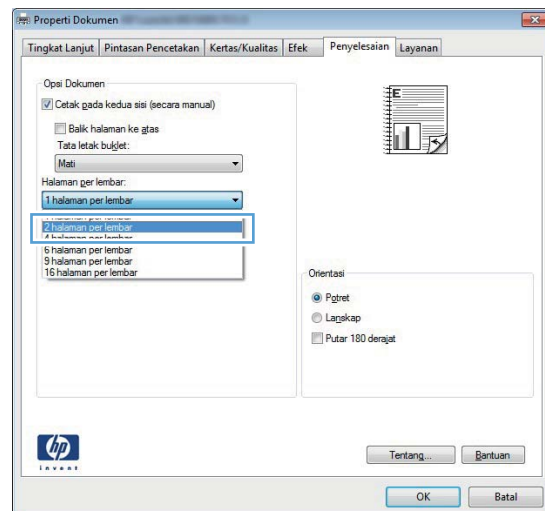 Properti Dokumen
Tingkat Lanjut Pintasan Pencetakan Kertas/Kualitas Efek Penyelesaian Layanan
Opsi Dokumen
Cetak pada kedua sisi (secara manual)
Balik halaman ke atas
Tata letak buklet:
Mati
Halaman per lembar:
1 halaman per lembar
2 halaman per lembar
6 halaman per lembar
9 halaman per lembar
16 halaman per lembar
E
Orientasi
Potret
Lanskap
Putar 180 derajat
hp
invent
Tentang... Bantuan
OK Batal